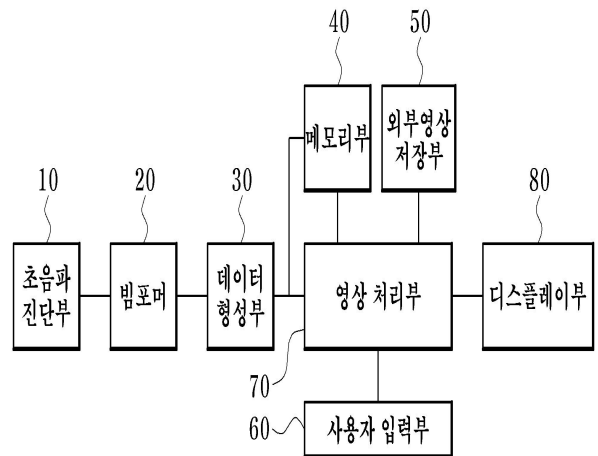 40
50
메모리부
외부영상
저장부
10
20
30
80
초음파
진단부
빔포머
데이터
형성부
영상 처리부
디스플레이부
70
60
사용자 입력부